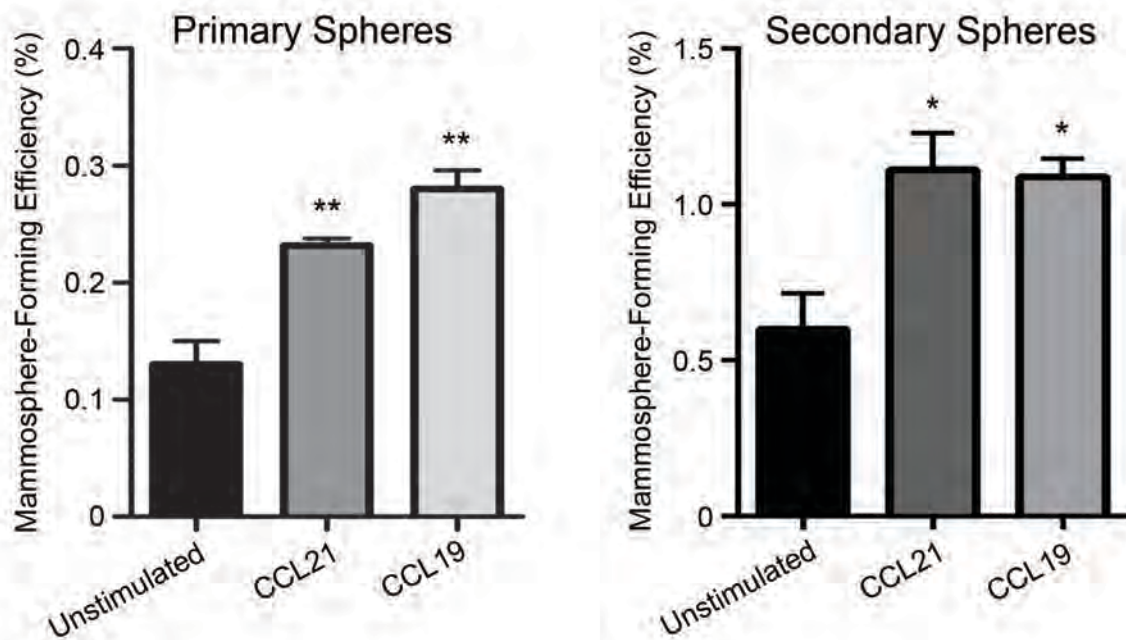 Primary Spheres
Mammosphere-Forming Efficiency (%)
0.4
0.3
0.2
0.1
0
**
**
Unstimulated
CCL21
CCL19
Secondary Spheres
Mammosphere-Forming Efficiency (%)
1.5
1.0
0.5
0
*
*
Unstimulated
CCL21
CCL19